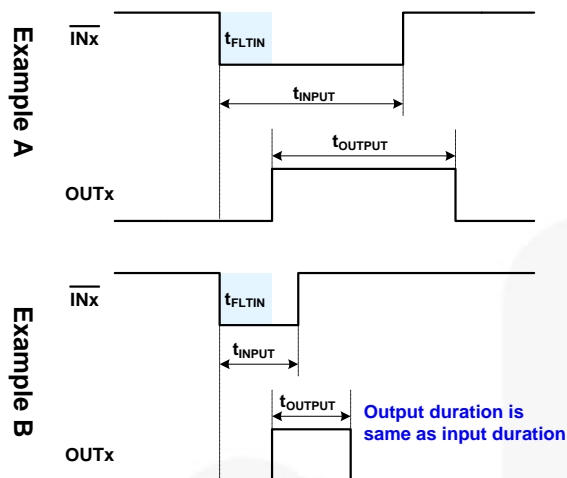 Example A
INx
tFLTIN
tINPUT
tOUTPUT
OUTx
Example B
INx
tFLTIN
tINPUT
tOUTPUT
Output duration is
same as input duration
OUTx